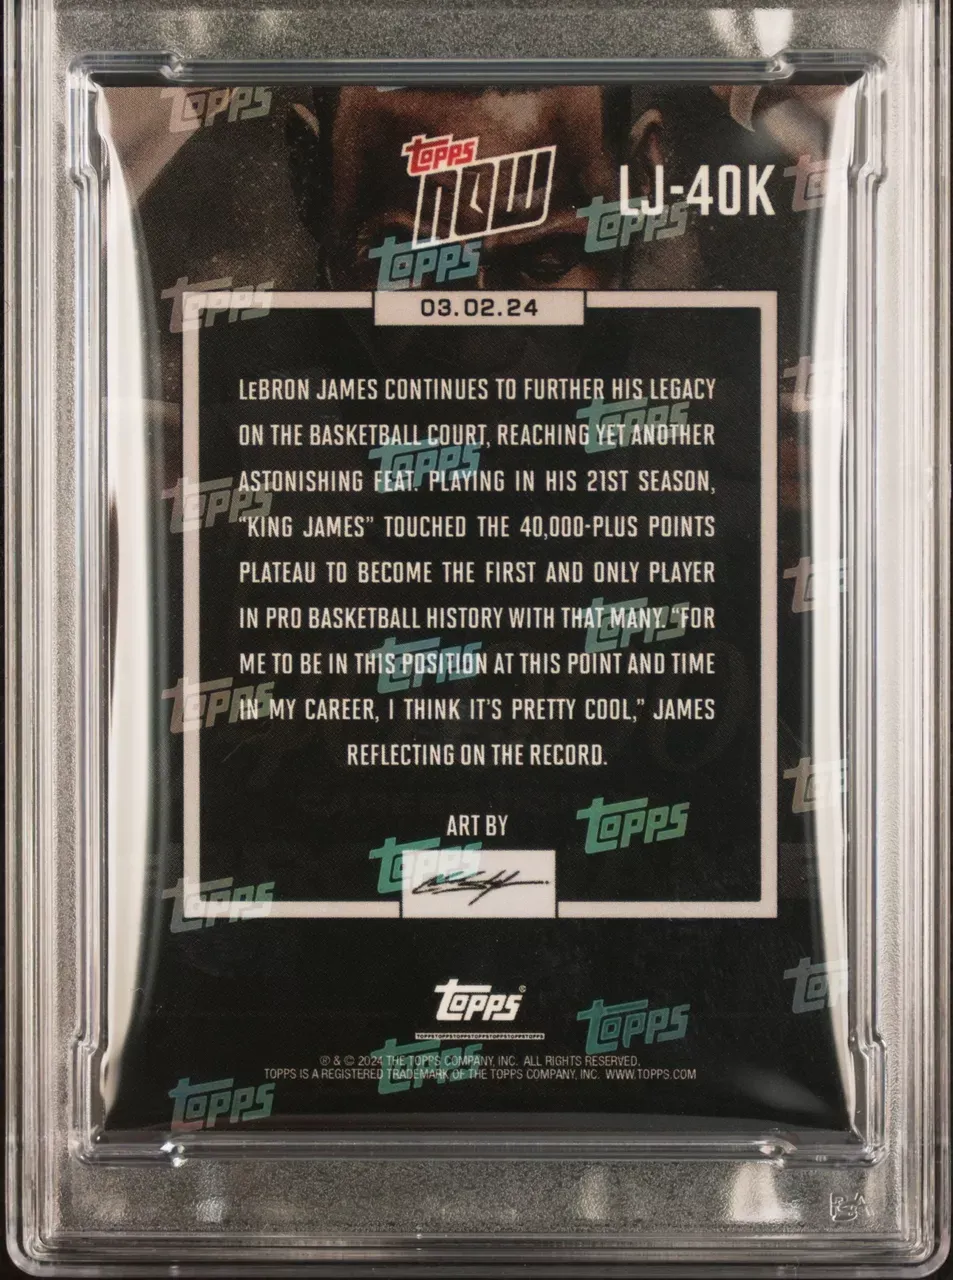 TOPPS
NOW
LJ-40K
03.02.24
LEBRON JAMES CONTINUES TO FURTHER HIS LEGACY
ON THE BASKETBALL COURT, REACHING YET ANOTHER
ASTONISHING FEAT. PLAYING IN HIS 21ST SEASON,
“KING JAMES” TOUCHED THE 40,000-PLUS POINTS
PLATEAU TO BECOME THE FIRST AND ONLY PLAYER
IN PRO BASKETBALL HISTORY WITH THAT MANY. “FOR
ME TO BE IN THIS POSITION AT THIS POINT AND TIME
IN MY CAREER, I THINK IT’S PRETTY COOL,” JAMES
REFLECTING ON THE RECORD.
ART BY
TOPPS®
TOPPSTOPPSTOPPSTOPPSTOPPSTOPPSTOPPS
℗ & © 2024 THE TOPPS COMPANY, INC. ALL RIGHTS RESERVED.
TOPPS IS A REGISTERED TRADEMARK OF THE TOPPS COMPANY, INC. WWW.TOPPS.COM
PSA